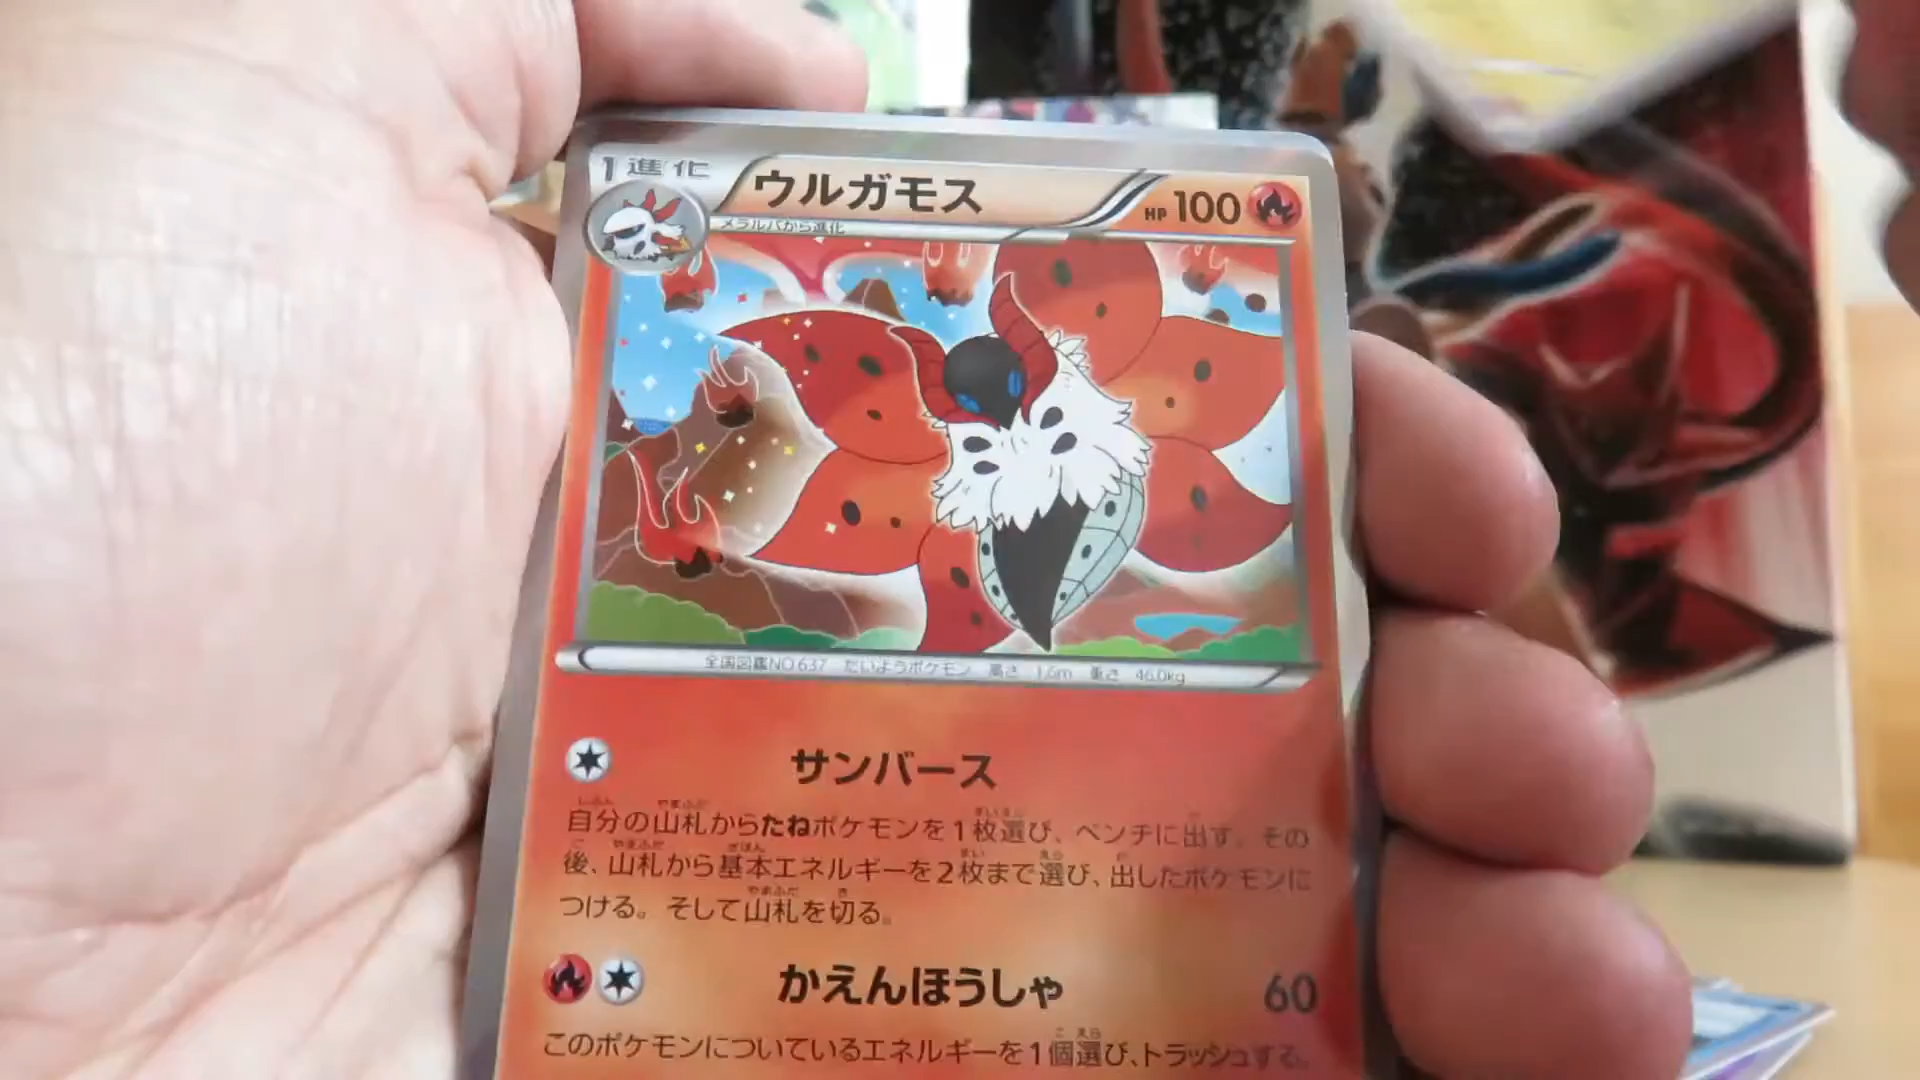 1進化
ウルガモス
HP 100
メラルバから進化
全国図鑑NO.637 たいようポケモン 高さ 1.6m 重さ 46.0kg
サンバース
自分の山札からたねポケモンを1枚選び、ベンチに出す。その
後、山札から基本エネルギーを2枚まで選び、出したポケモンに
つける。そして山札を切る。
かえんほうしゃ 60
このポケモンについているエネルギーを1個選び、トラッシュする。